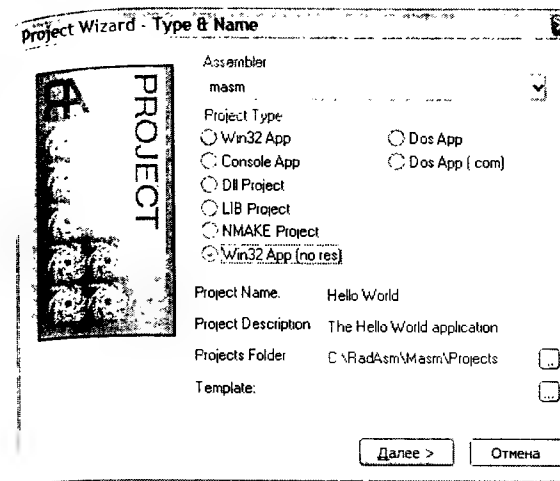 Project Wizard - Type & Name
PROJECT
RA
Assembler
masm
Project Type
Win32 App
Dos App
Console App
Dos App (.com)
Dll Project
LIB Project
NMAKE Project
Win32 App (no res)
Project Name.
Hello World
Project Description
The Hello World application
Projects Folder
C:\RadAsm\Masm\Projects
...
Template:
...
Далее >
Отмена